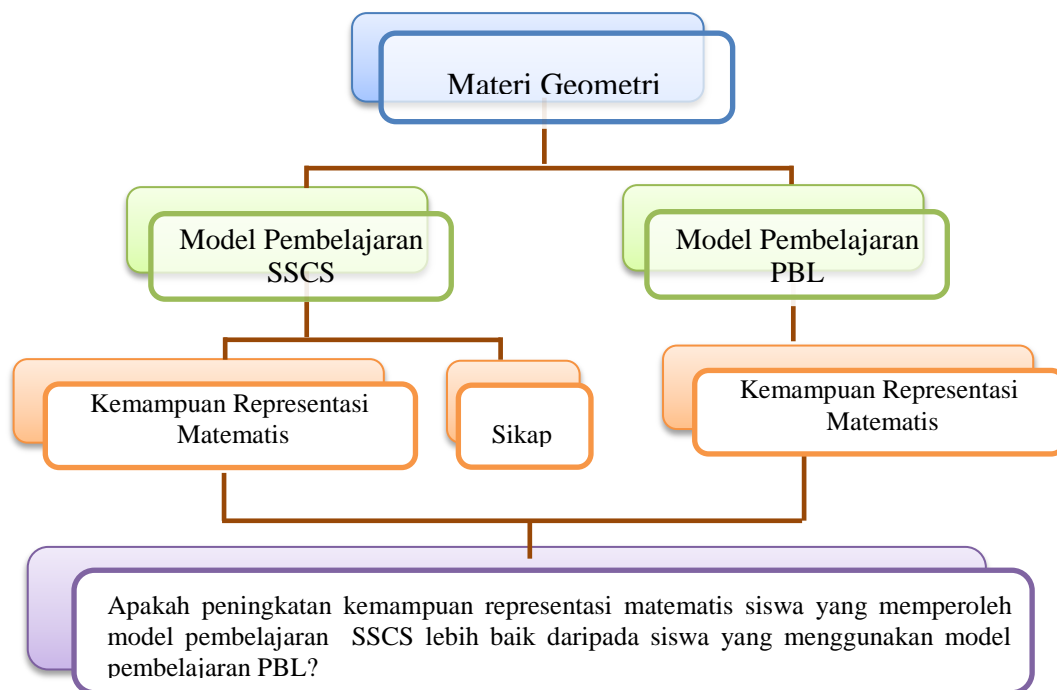 Materi Geometri
Model Pembelajaran
SSCS
Model Pembelajaran
PBL
Kemampuan Representasi
Matematis
Sikap
Kemampuan Representasi
Matematis
Apakah peningkatan kemampuan representasi matematis siswa yang memperoleh
model pembelajaran SSCS lebih baik daripada siswa yang menggunakan model
pembelajaran PBL?